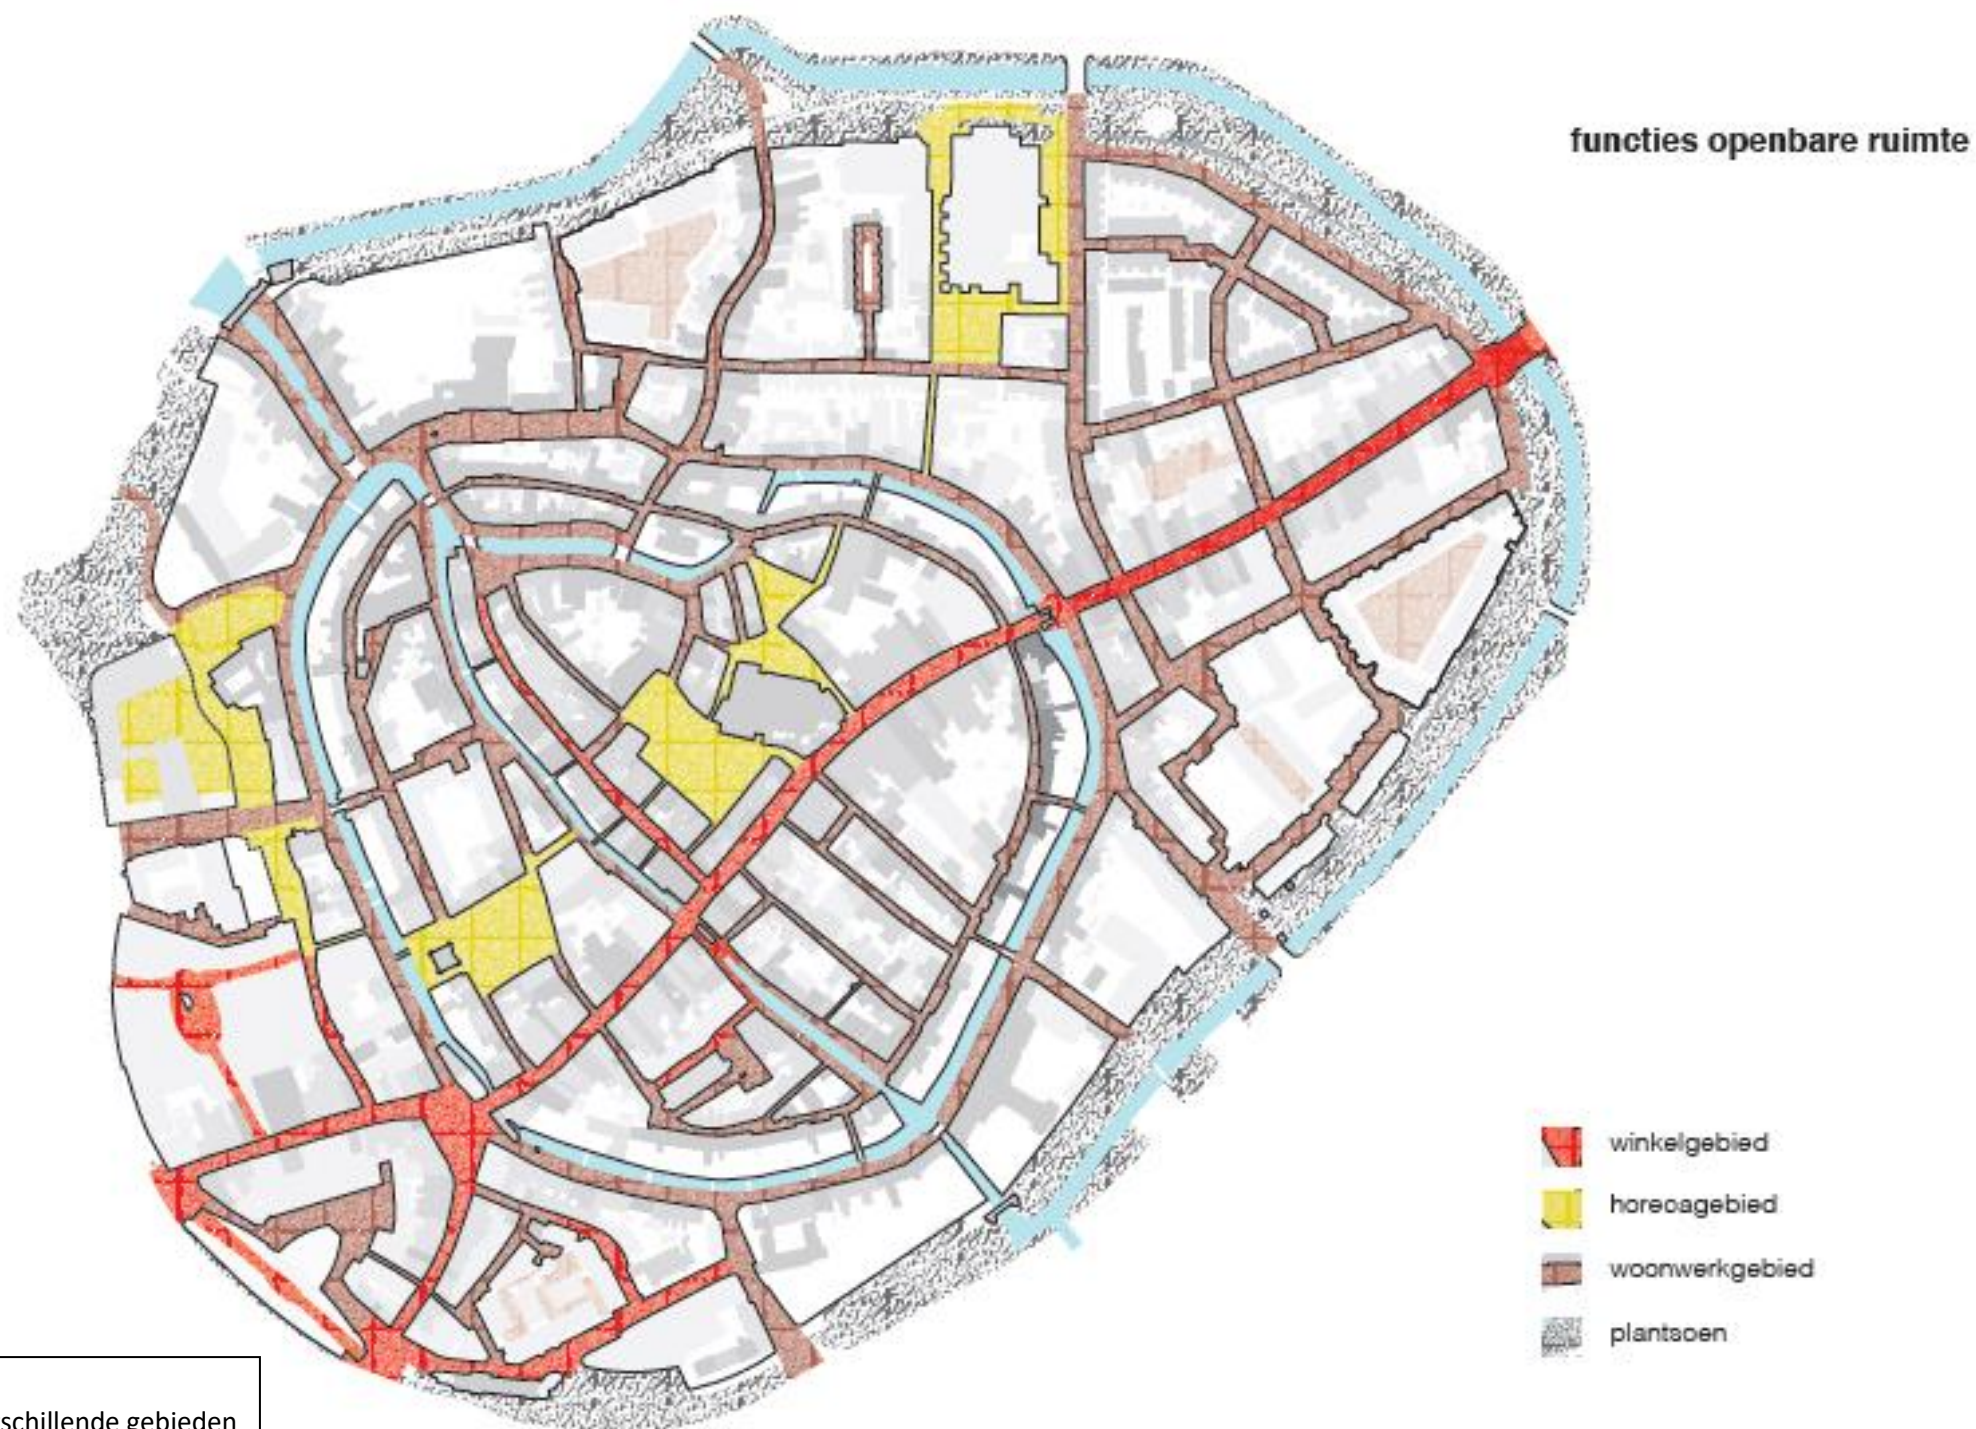 functies openbare ruimte
winkelgebied
horecagebied
woonwerkgebied
plantsoen
schillende gebieden